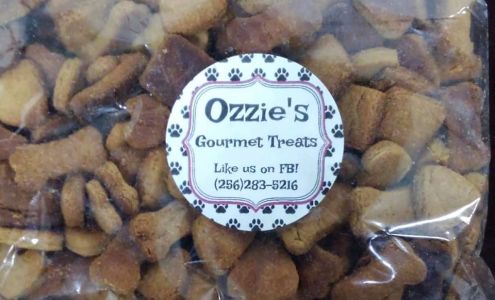 Ozzie's
Gourmet Treats
Like us on FB!
(256)283-5216